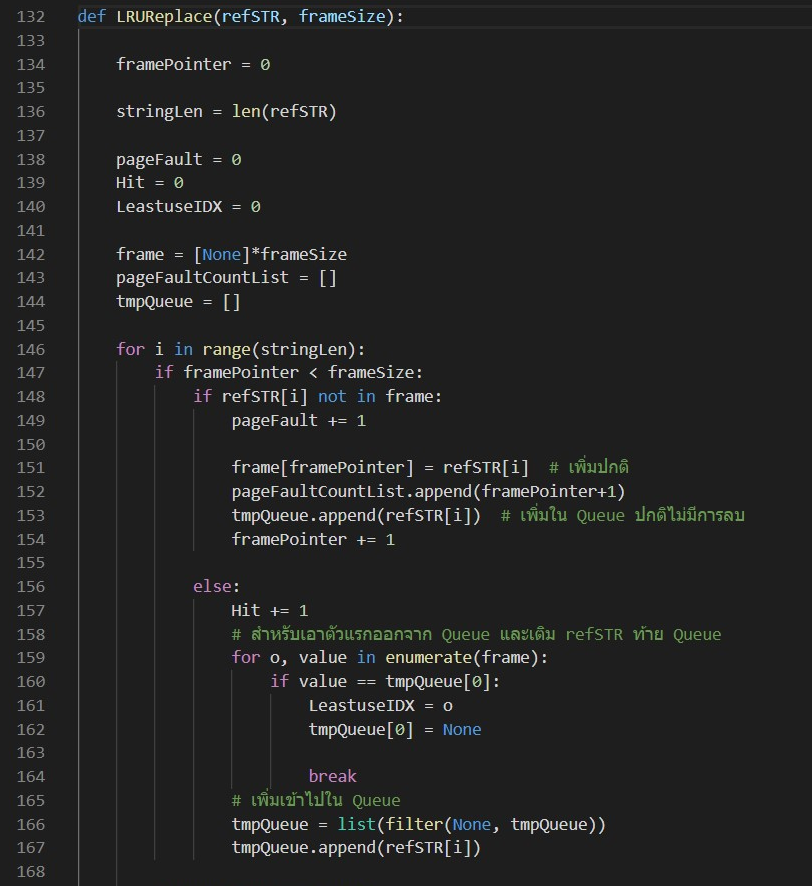 132 def LRUReplace(refSTR, frameSize):
133
134     framePointer = 0
135
136     stringLen = len(refSTR)
137
138     pageFault = 0
139     Hit = 0
140     LeastuseIDX = 0
141
142     frame = [None]*frameSize
143     pageFaultCountList = []
144     tmpQueue = []
145
146     for i in range(stringLen):
147         if framePointer < frameSize:
148             if refSTR[i] not in frame:
149                 pageFault += 1
150
151                 frame[framePointer] = refSTR[i]  # เพิ่มปกติ
152                 pageFaultCountList.append(framePointer+1)
153                 tmpQueue.append(refSTR[i])  # เพิ่มใน Queue ปกติไม่มีการลบ
154                 framePointer += 1
155
156             else:
157                 Hit += 1
158                 # สำหรับเอาตัวแรกออกจาก Queue และเติม refSTR ท้าย Queue
159                 for o, value in enumerate(frame):
160                     if value == tmpQueue[0]:
161                         LeastuseIDX = o
162                         tmpQueue[0] = None
163
164                         break
165                 # เพิ่มเข้าไปใน Queue
166                 tmpQueue = list(filter(None, tmpQueue))
167                 tmpQueue.append(refSTR[i])
168